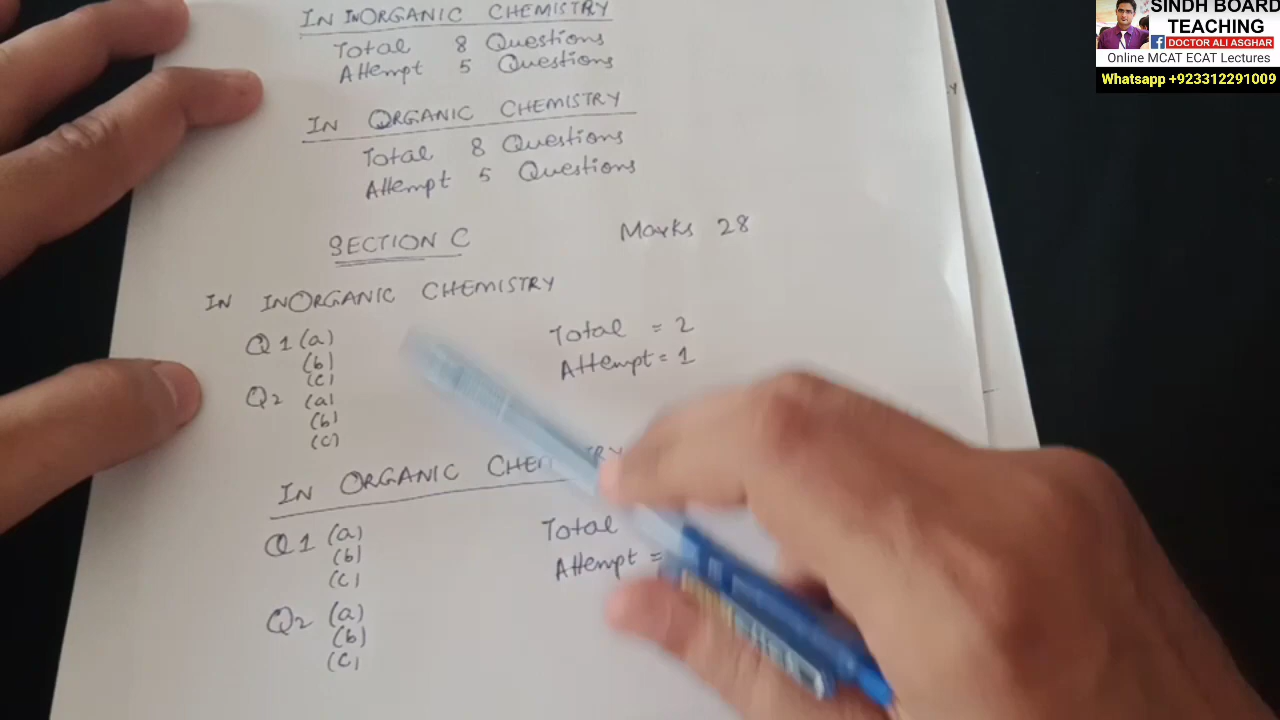 SINDH BOARD
TEACHING
DOCTOR ALI ASGHAR
Online MCAT ECAT Lectures
Whatsapp +923312291009
IN INORGANIC CHEMISTRY
Total 8 Questions
Attempt 5 Questions
IN ORGANIC CHEMISTRY
Total 8 Questions
Attempt 5 Questions
SECTION C Marks 28
IN INORGANIC CHEMISTRY
Q1 (a) Total = 2
(b) Attempt = 1
(c)
Q2 (a)
(b)
(c)
IN ORGANIC
Q1 (a) Total
(b) Attempt =
(c)
Q2 (a)
(b)
(c)